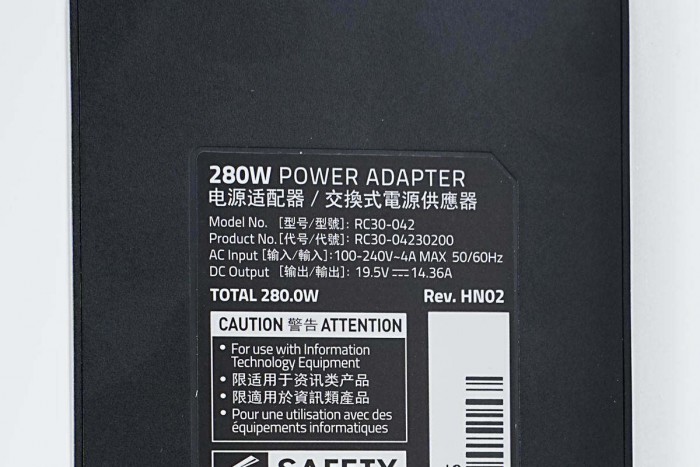 280W POWER ADAPTER
电源适配器 / 交換式電源供應器
Model No. [型号/型號]: RC30-042
Product No.[代号/代號]: RC30-04230200
AC Input [输入/輸入]:100-240V~4A MAX 50/60Hz
DC Output [输出/輸出]: 19.5V⎓14.36A
TOTAL 280.0W Rev. HN02
CAUTION 警告 ATTENTION
• For use with Information
Technology Equipment
• 限适用于资讯类产品
• 限適用於資訊類產品
• Pour une utilisation avec des
équipements informatiques
SAFETY